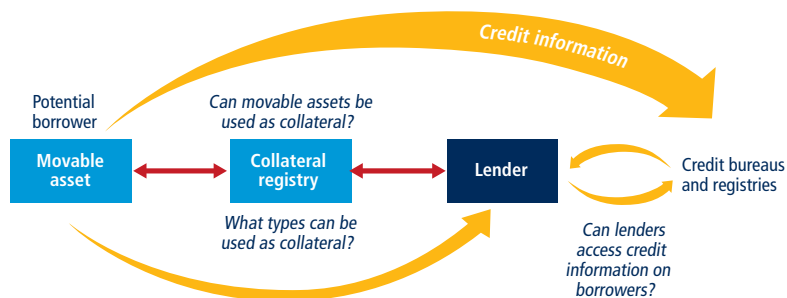 Credit information
Potential
borrower
Can movable assets be
used as collateral?
Movable
asset
Collateral
registry
Lender
Credit bureaus
and registries
What types can be
used as collateral?
Can lenders
access credit
information on
borrowers?